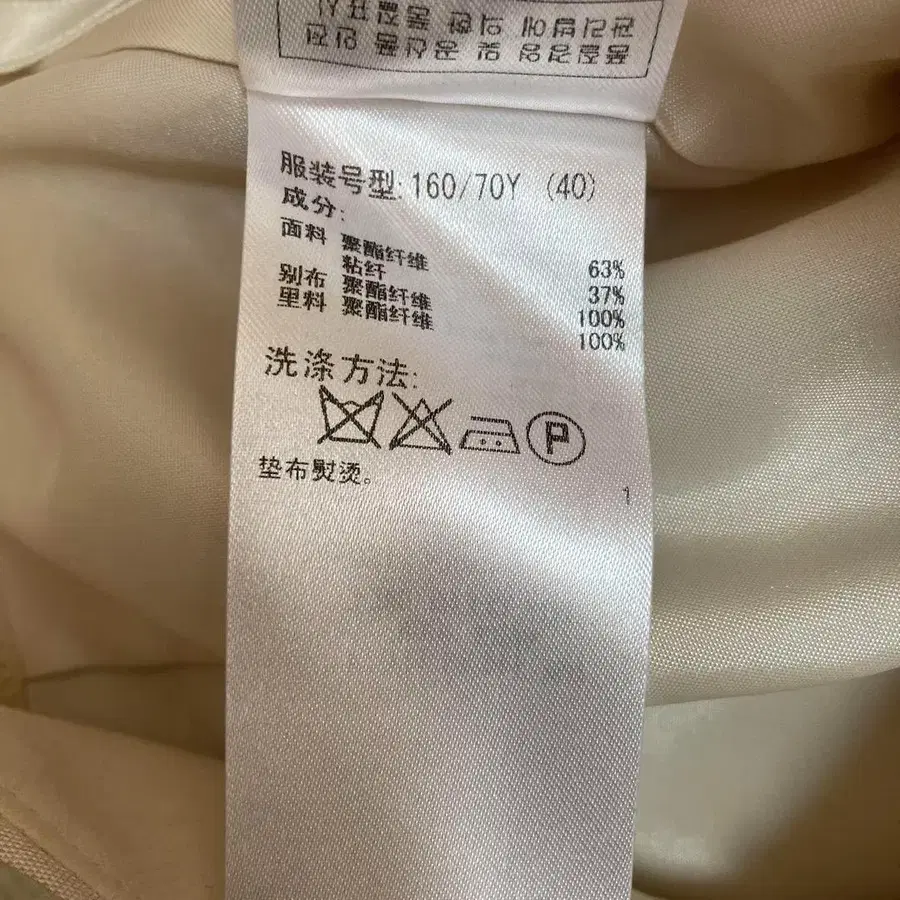 服装号型:160/70Y (40)
成分:
面料 聚酯纤维 63%
粘纤 37%
别布 聚酯纤维 100%
里料 聚酯纤维 100%
洗涤方法:
P
垫布熨烫。
1